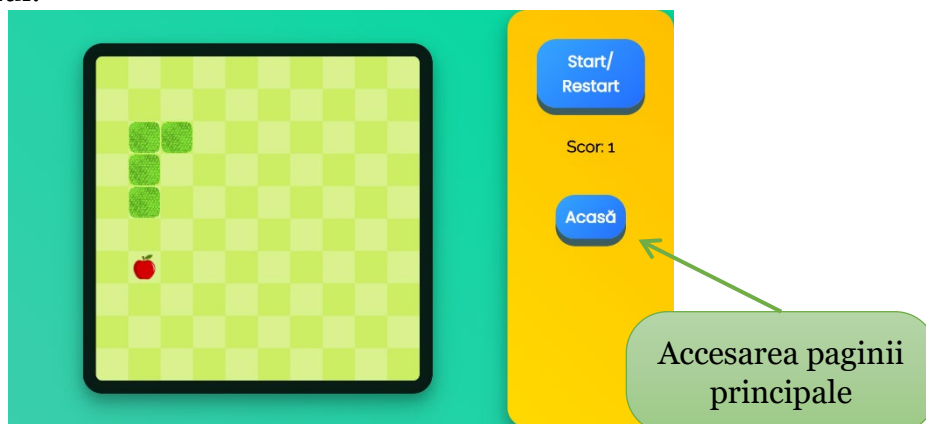 Start/
Restart
Scor: 1
Acasă
Accesarea paginii
principale